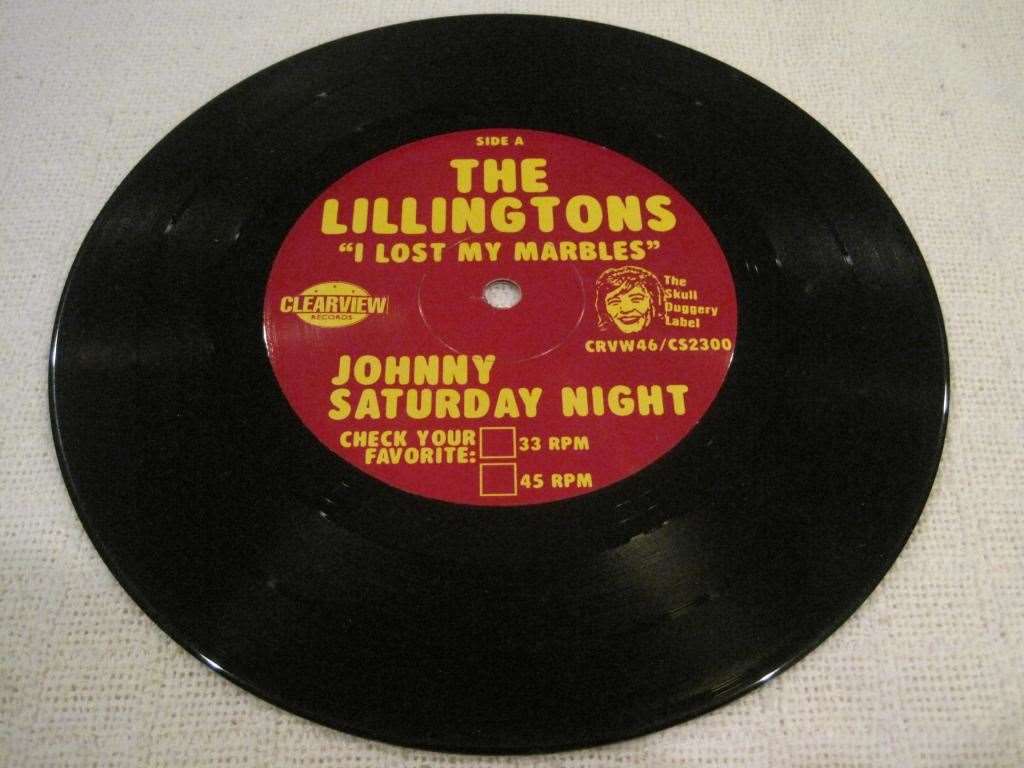 SIDE A
THE
LILLINGTONS
"I LOST MY MARBLES"
CLEARVIEW
RECORDS
The
Skull
Duggery
Label
CRVW46/CS2300
JOHNNY
SATURDAY NIGHT
CHECK YOUR
FAVORITE:
33 RPM
45 RPM